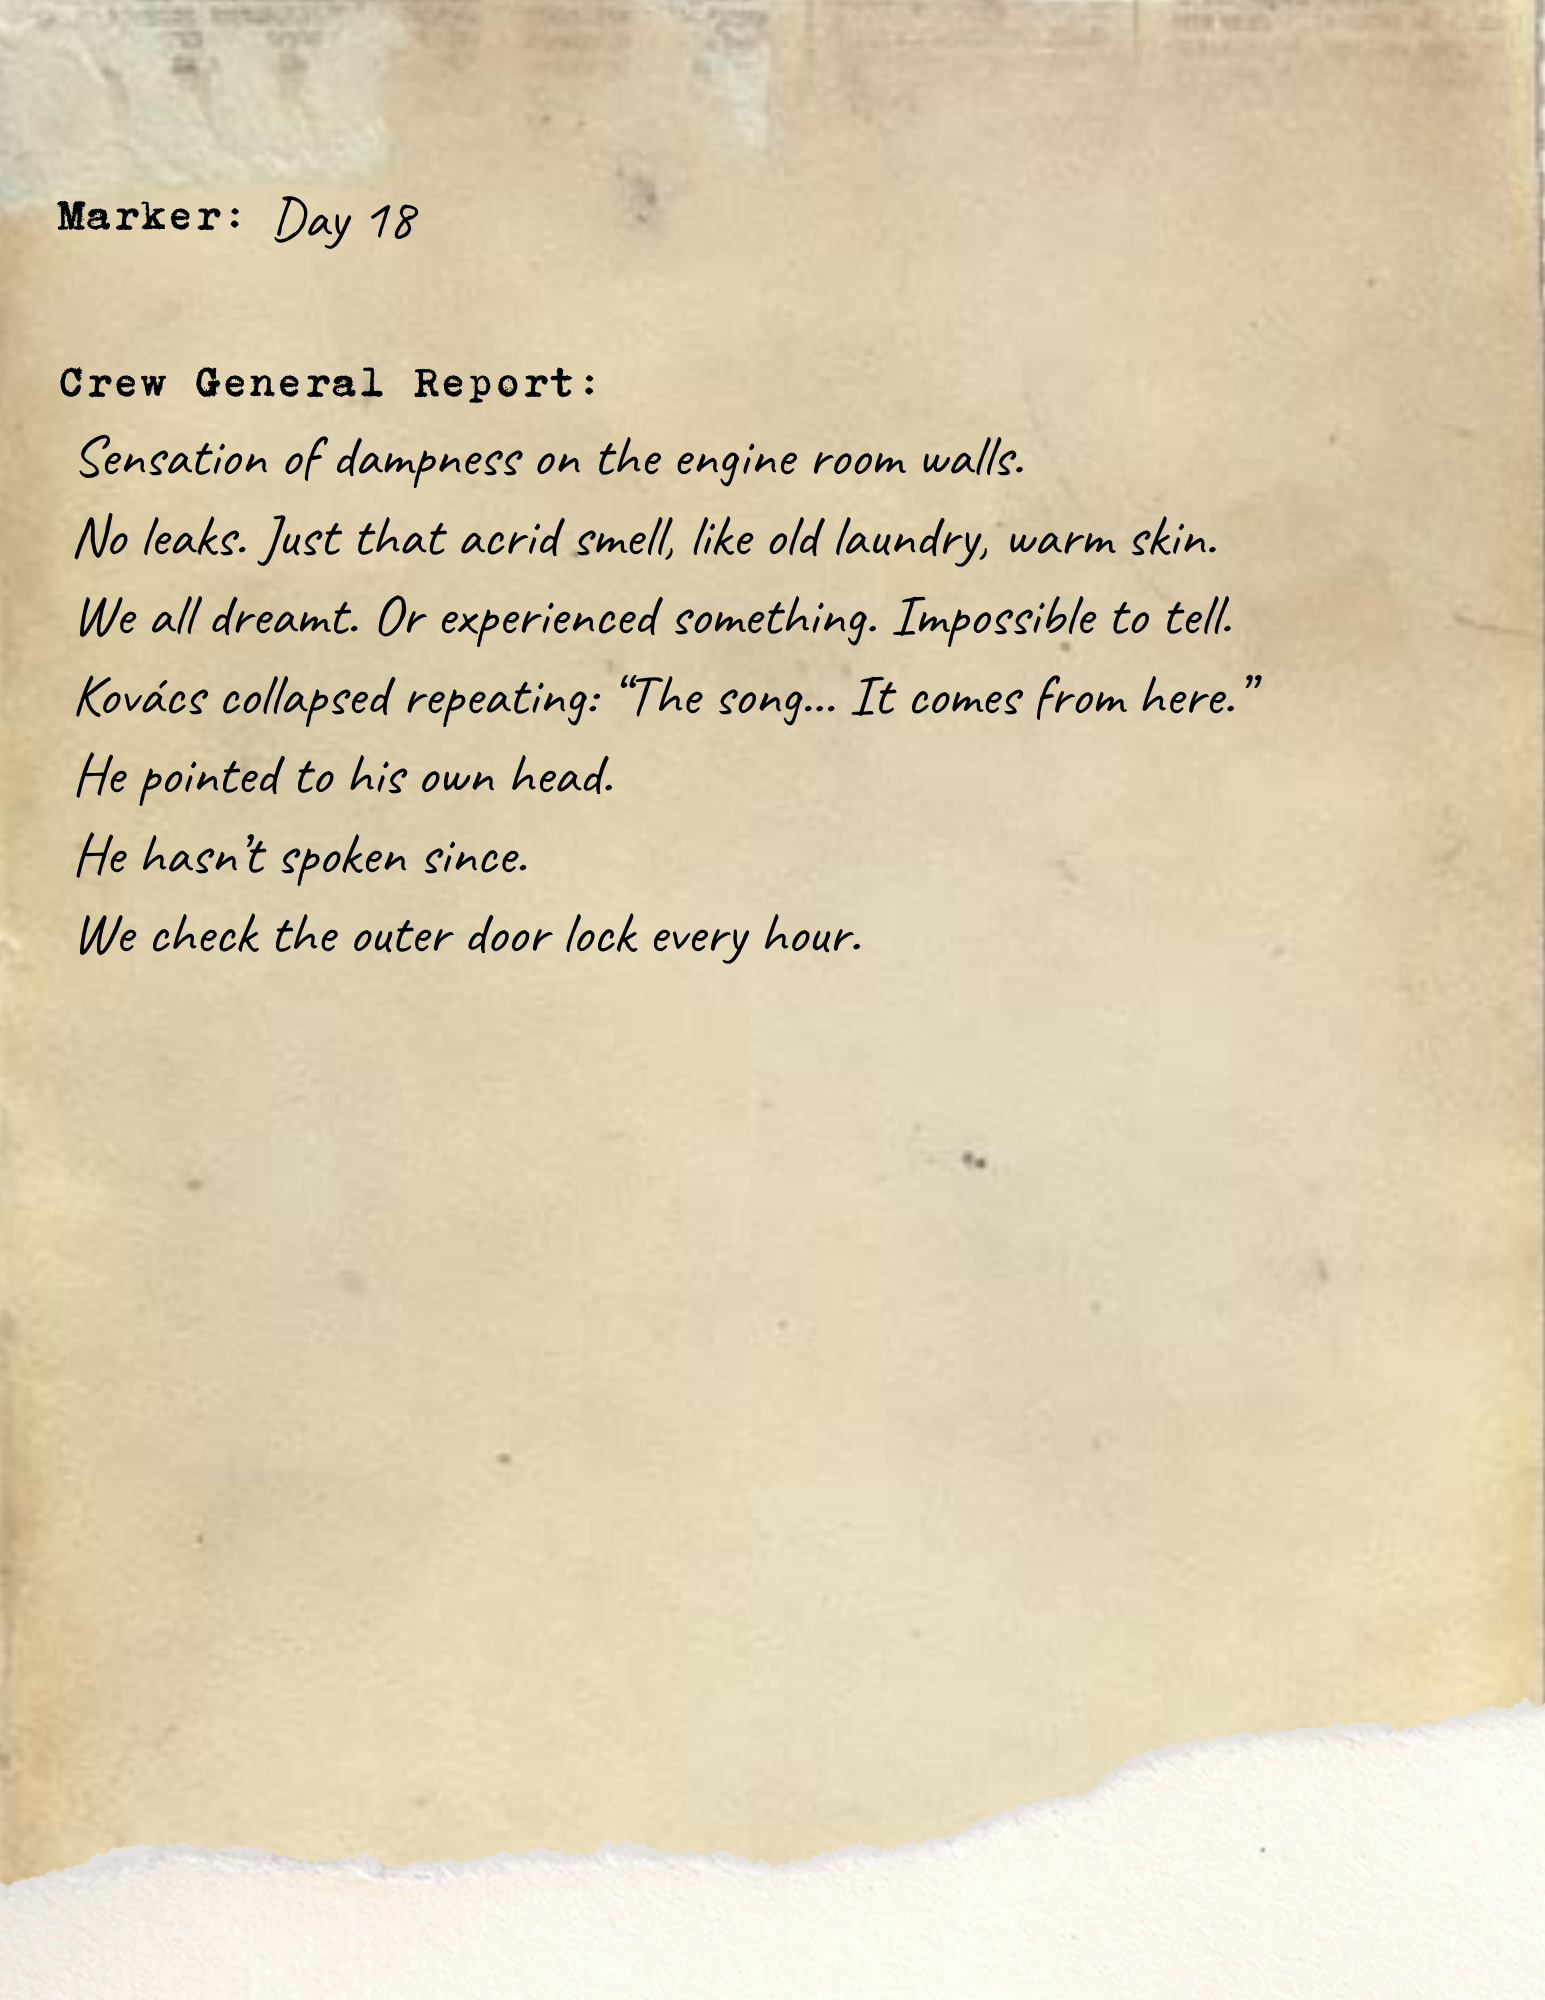 Marker: Day 18
Crew General Report:
Sensation of dampness on the engine room walls.
No leaks. Just that acrid smell, like old laundry, warm skin.
We all dreamt. Or experienced something. Impossible to tell.
Kovács collapsed repeating: “The song... It comes from here.”
He pointed to his own head.
He hasn’t spoken since.
We check the outer door lock every hour.